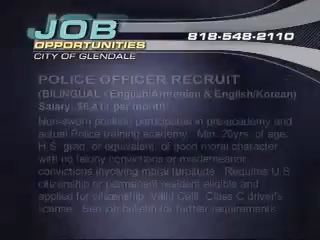 JOB
OPPORTUNITIES
CITY OF GLENDALE
818-548-2110
POLICE OFFICER RECRUIT
(BILINGUAL - English/Armenian & English/Korean)
Salary: per month
Non-sworn position participates in pre-academy and
actual Police training academy. Min. 20yrs. of age,
H.S. grad. or equivalent, of good moral character
with no felony convictions or misdemeanor
convictions involving moral turpitude. Requires U.S.
citizenship or permanent resident eligible and
applied for citizenship. Valid Calif. Class C driver's
license. See job bulletin for further requirements.